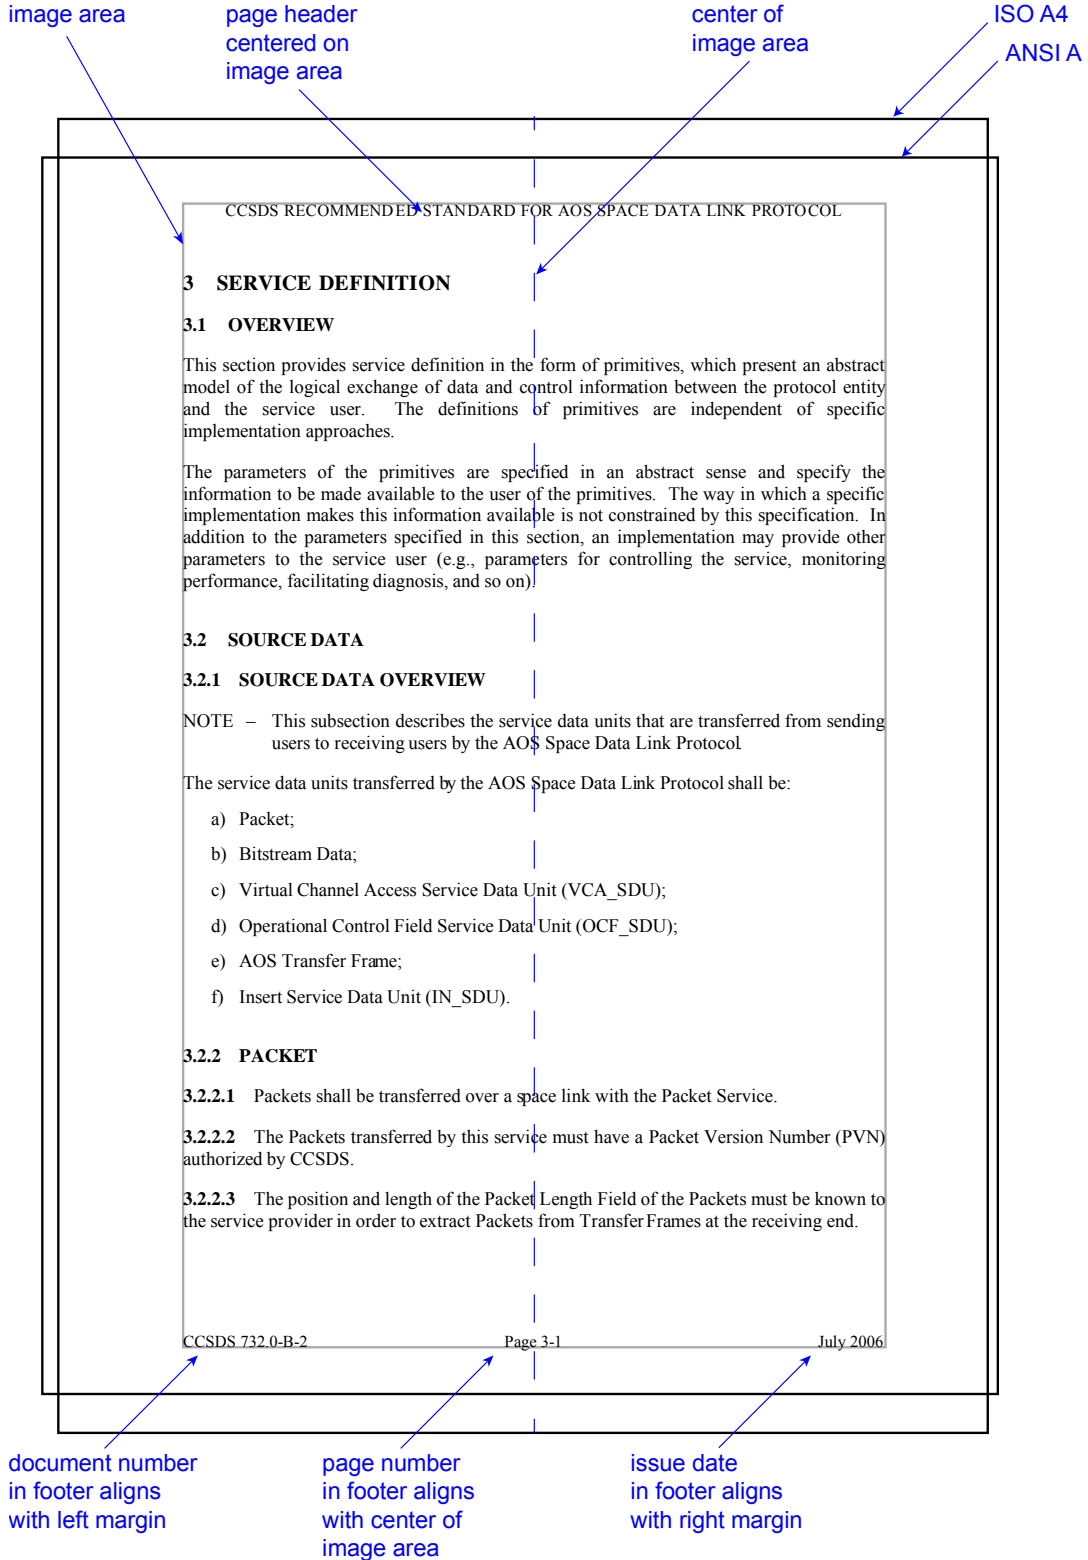 image area
page header
centered on
image area
center of
image area
ISO A4
ANSI A
CCSDS RECOMMENDED STANDARD FOR AOS SPACE DATA LINK PROTOCOL
3 SERVICE DEFINITION
3.1 OVERVIEW
This section provides service definition in the form of primitives, which present an abstract
model of the logical exchange of data and control information between the protocol entity
and the service user. The definitions of primitives are independent of specific
implementation approaches.
The parameters of the primitives are specified in an abstract sense and specify the
information to be made available to the user of the primitives. The way in which a specific
implementation makes this information available is not constrained by this specification. In
addition to the parameters specified in this section, an implementation may provide other
parameters to the service user (e.g., parameters for controlling the service, monitoring
performance, facilitating diagnosis, and so on).
3.2 SOURCE DATA
3.2.1 SOURCE DATA OVERVIEW
NOTE – This subsection describes the service data units that are transferred from sending
users to receiving users by the AOS Space Data Link Protocol.
The service data units transferred by the AOS Space Data Link Protocol shall be:
a) Packet;
b) Bitstream Data;
c) Virtual Channel Access Service Data Unit (VCA_SDU);
d) Operational Control Field Service Data Unit (OCF_SDU);
e) AOS Transfer Frame;
f) Insert Service Data Unit (IN_SDU).
3.2.2 PACKET
3.2.2.1 Packets shall be transferred over a space link with the Packet Service.
3.2.2.2 The Packets transferred by this service must have a Packet Version Number (PVN)
authorized by CCSDS.
3.2.2.3 The position and length of the Packet Length Field of the Packets must be known to
the service provider in order to extract Packets from Transfer Frames at the receiving end.
CCSDS 732.0-B-2 Page 3-1 July 2006
document number
in footer aligns
with left margin
page number
in footer aligns
with center of
image area
issue date
in footer aligns
with right margin